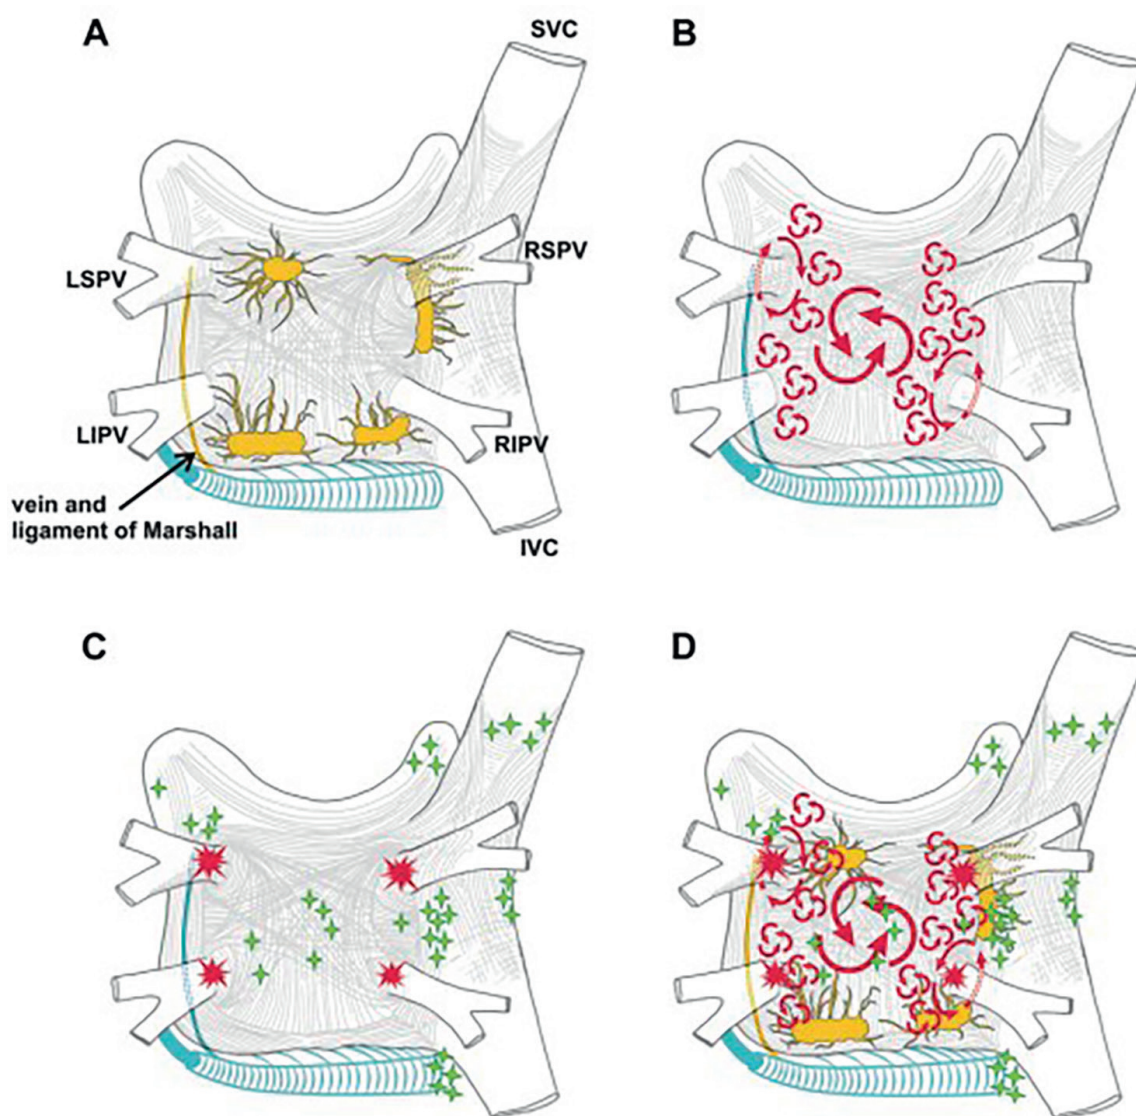 A
SVC
B
LSPV
RSPV
LIPV
RIPV
vein and
ligament of Marshall
IVC
C
D